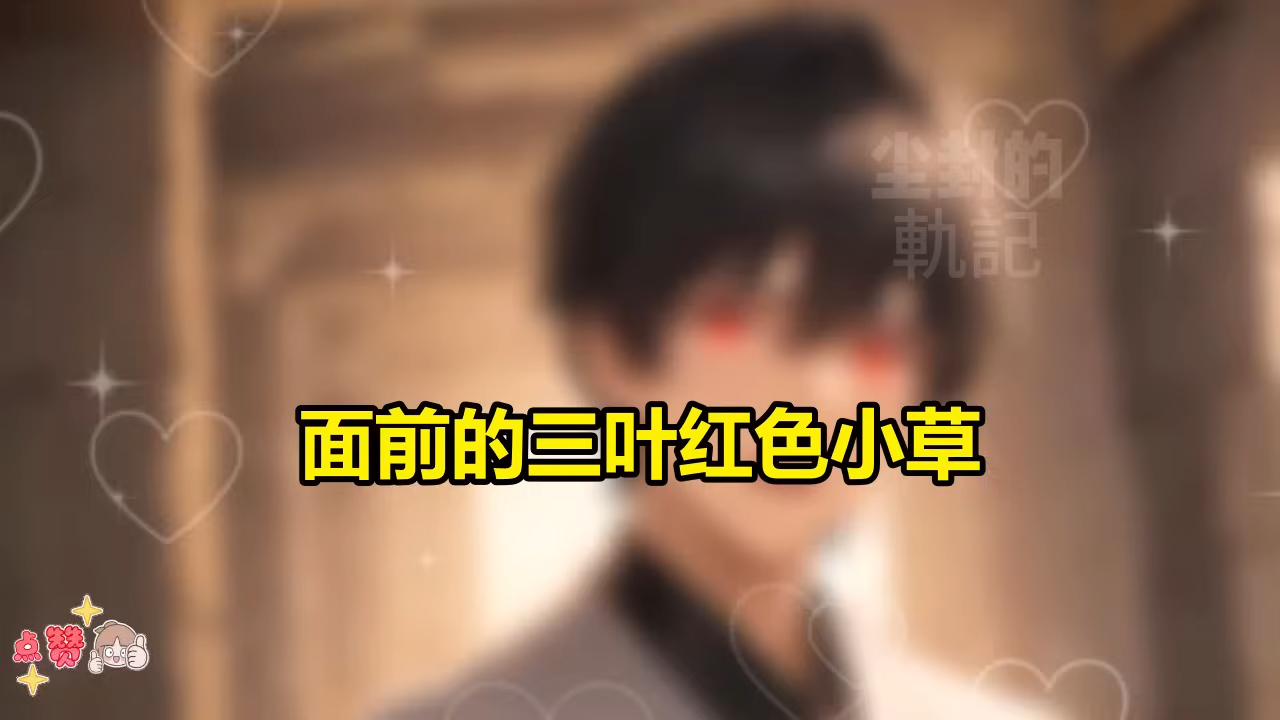 尘封的
軌記
面前的三叶红色小草
点赞